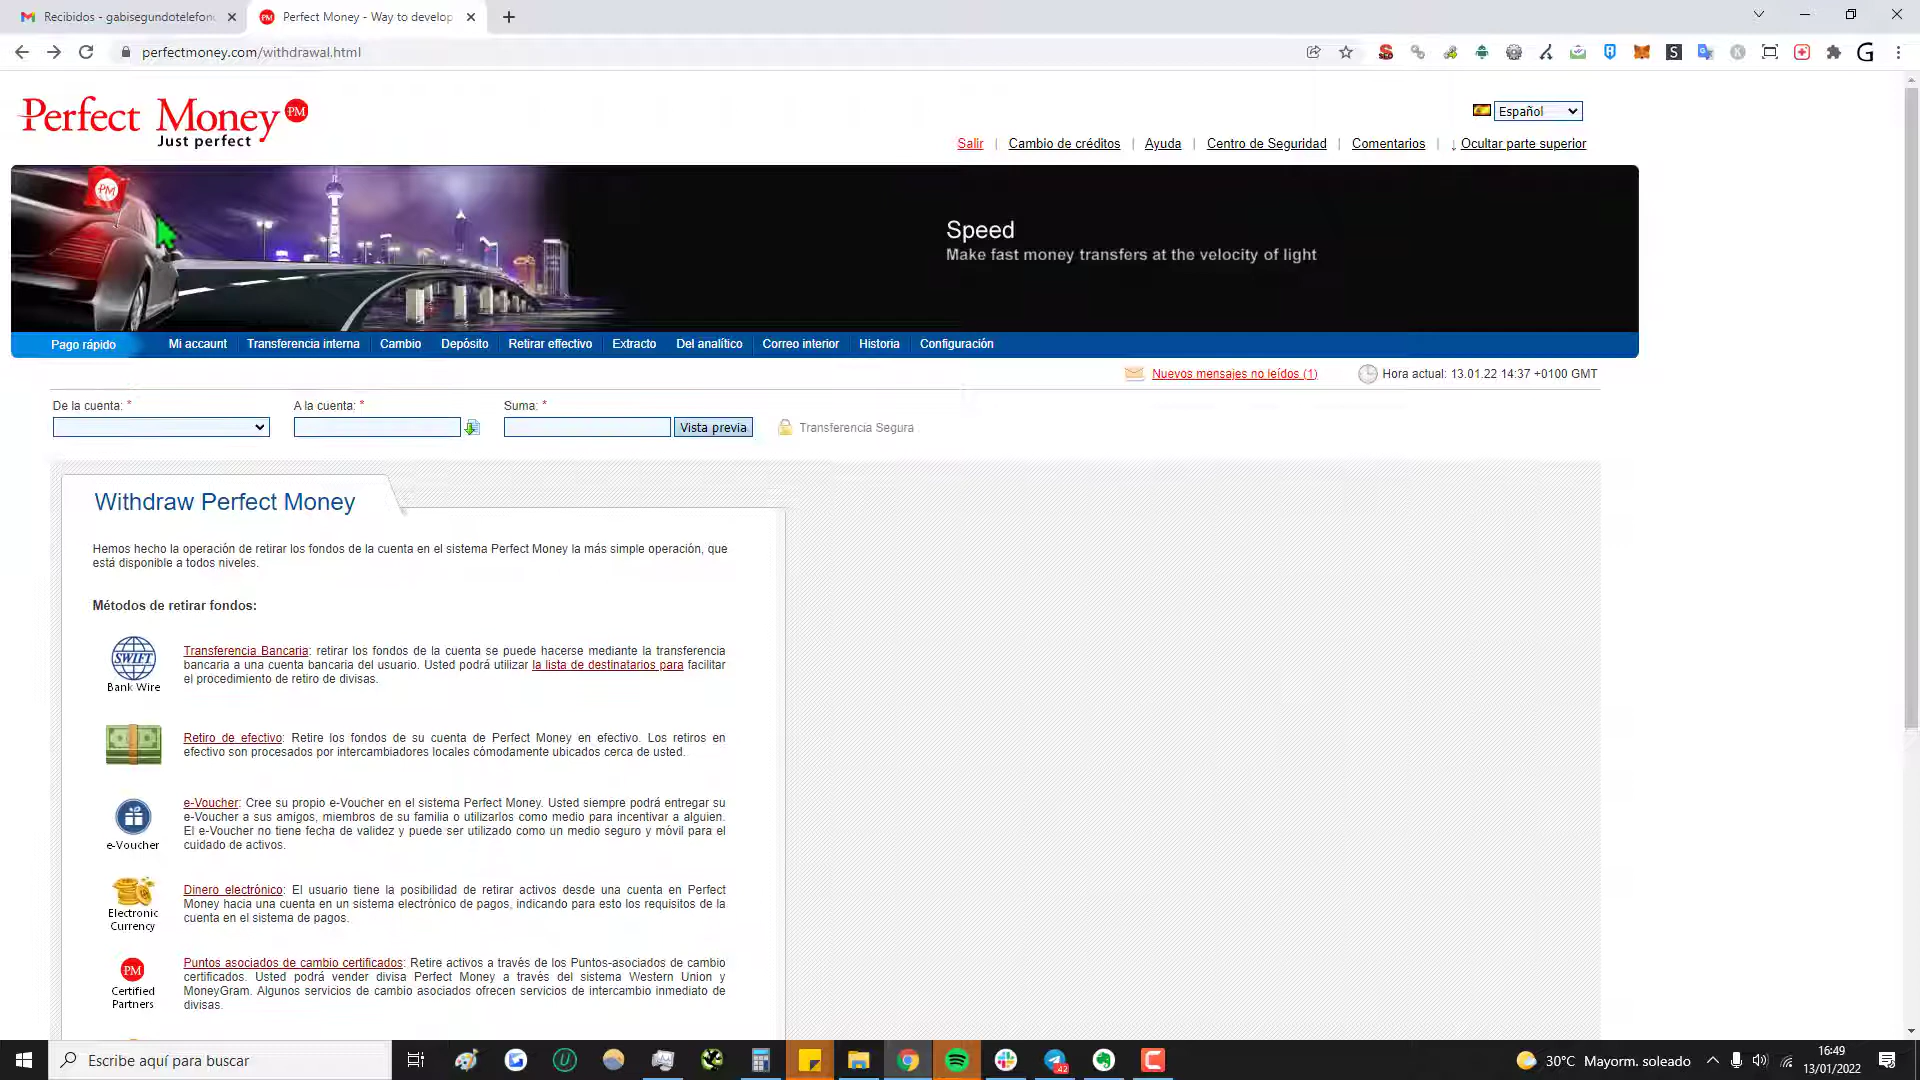 Recibidos - gabisegundotelefon
Perfect Money - Way to develop
perfectmoney.com/withdrawal.html
Perfect Money PM
Just perfect
Español
Salir | Cambio de créditos | Ayuda | Centro de Seguridad | Comentarios | ↓ Ocultar parte superior
PM
Speed
Make fast money transfers at the velocity of light
Pago rápido Mi accaunt Transferencia interna Cambio Depósito Retirar effectivo Extracto Del analítico Correo interior Historia Configuración
Nuevos mensajes no leídos (1) Hora actual: 13.01.22 14:37 +0100 GMT
De la cuenta: * A la cuenta: * Suma: *
Vista previa Transferencia Segura
Withdraw Perfect Money
Hemos hecho la operación de retirar los fondos de la cuenta en el sistema Perfect Money la más simple operación, que
está disponible a todos niveles.
Métodos de retirar fondos:
SWIFT
Bank Wire
Transferencia Bancaria: retirar los fondos de la cuenta se puede hacerse mediante la transferencia
bancaria a una cuenta bancaria del usuario. Usted podrá utilizar la lista de destinatarios para facilitar
el procedimiento de retiro de divisas.
Retiro de efectivo: Retire los fondos de su cuenta de Perfect Money en efectivo. Los retiros en
efectivo son procesados por intercambiadores locales cómodamente ubicados cerca de usted.
e-Voucher
e-Voucher: Cree su propio e-Voucher en el sistema Perfect Money. Usted siempre podrá entregar su
e-Voucher a sus amigos, miembros de su familia o utilizarlos como medio para incentivar a alguien.
El e-Voucher no tiene fecha de validez y puede ser utilizado como un medio seguro y móvil para el
cuidado de activos.
Electronic
Currency
Dinero electrónico: El usuario tiene la posibilidad de retirar activos desde una cuenta en Perfect
Money hacia una cuenta en un sistema electrónico de pagos, indicando para esto los requisitos de la
cuenta en el sistema de pagos.
PM
Certified
Partners
Puntos asociados de cambio certificados: Retire activos a través de los Puntos-asociados de cambio
certificados. Usted podrá vender divisa Perfect Money a través del sistema Western Union y
MoneyGram. Algunos servicios de cambio asociados ofrecen servicios de intercambio inmediato de
divisas.
Escribe aquí para buscar
42
30°C Mayorm. soleado
16:49
13/01/2022